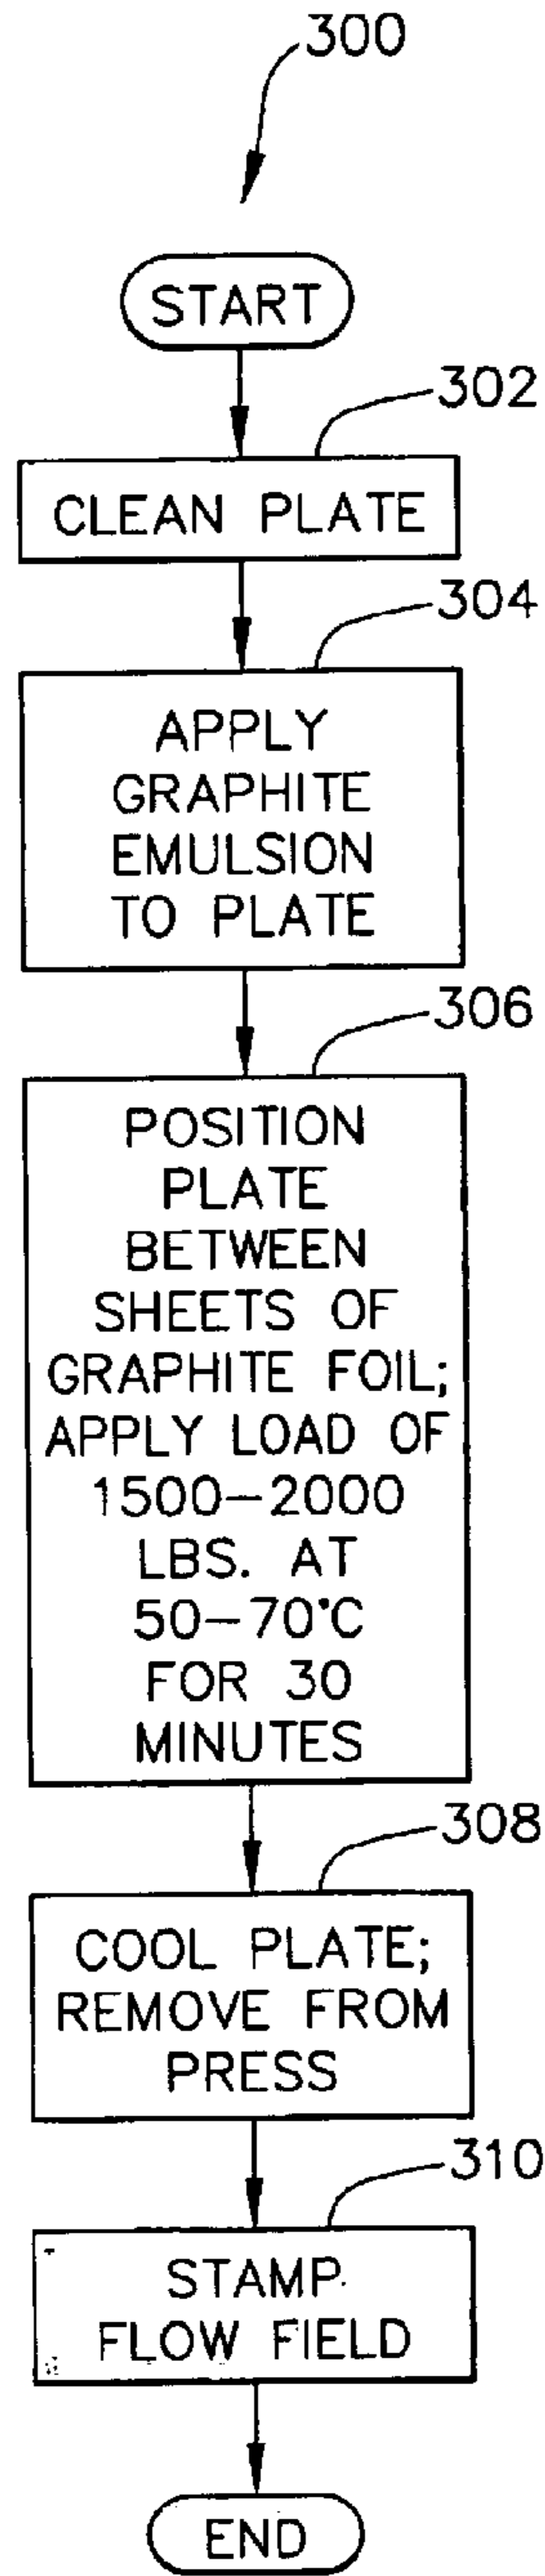 300
START
302
CLEAN PLATE
304
APPLY
GRAPHITE
EMULSION
TO PLATE
306
POSITION
PLATE
BETWEEN
SHEETS OF
GRAPHITE FOIL;
APPLY LOAD OF
1500-2000
LBS. AT
50-70°C
FOR 30
MINUTES
308
COOL PLATE;
REMOVE FROM
PRESS
310
STAMP
FLOW FIELD
END